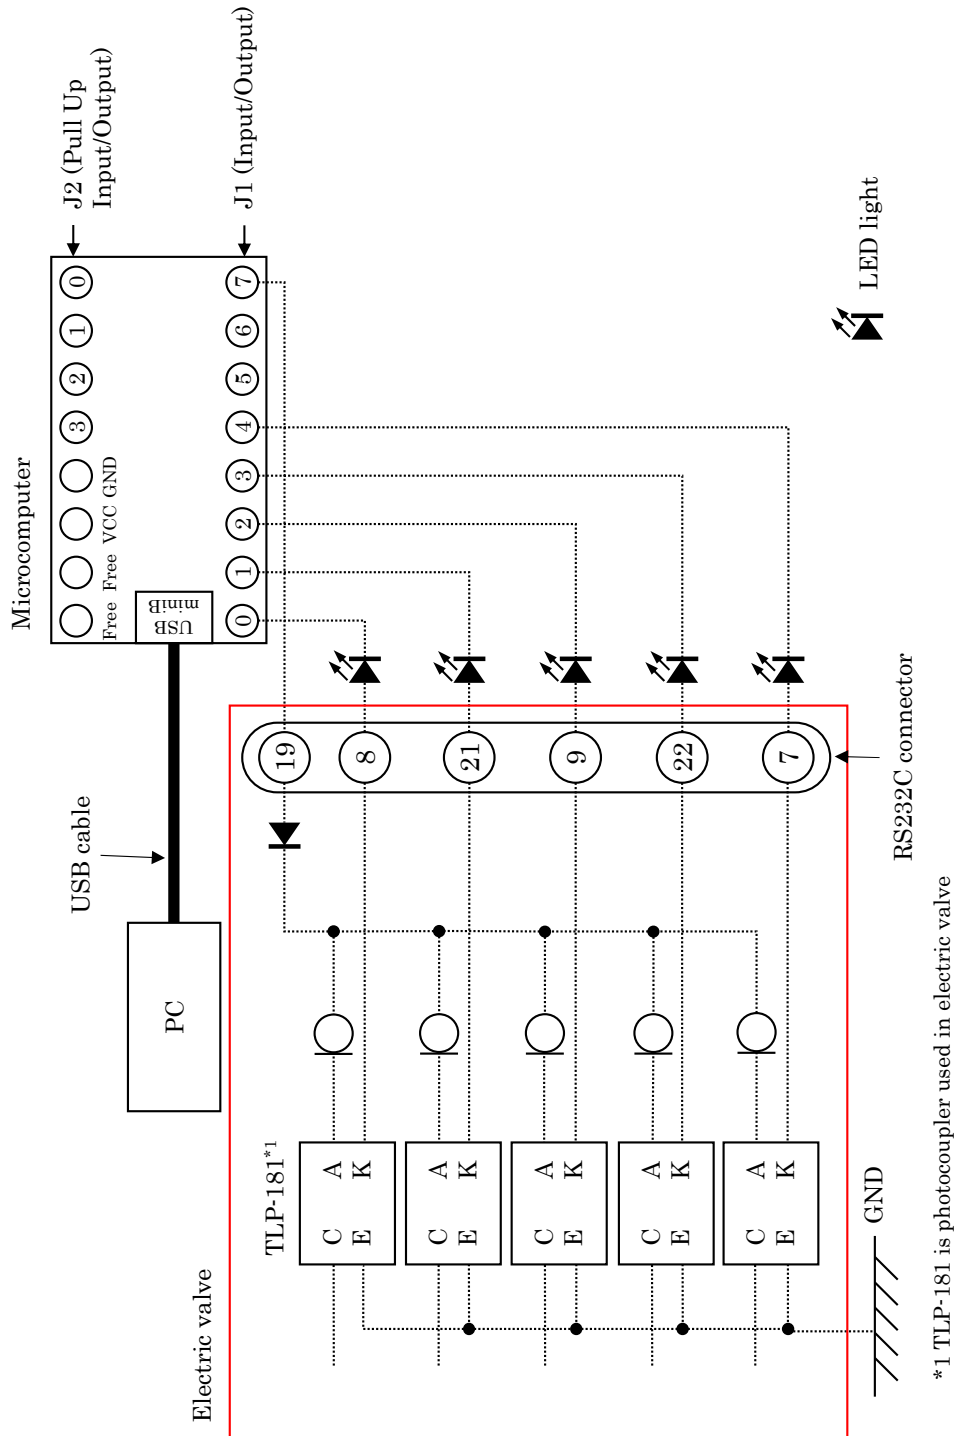 Microcomputer
J2 (Pull Up
Input/Output)
J1 (Input/Output)
Free Free VCC GND 3 2 1 0
USB
miniB
0 1 2 3 4 5 6 7
USB cable
PC
RS232C connector
19
8
21
9
22
7
LED light
Electric valve
TLP-181*1
C A
E K
C A
E K
C A
E K
C A
E K
C A
E K
GND
*1 TLP-181 is photocoupler used in electric valve